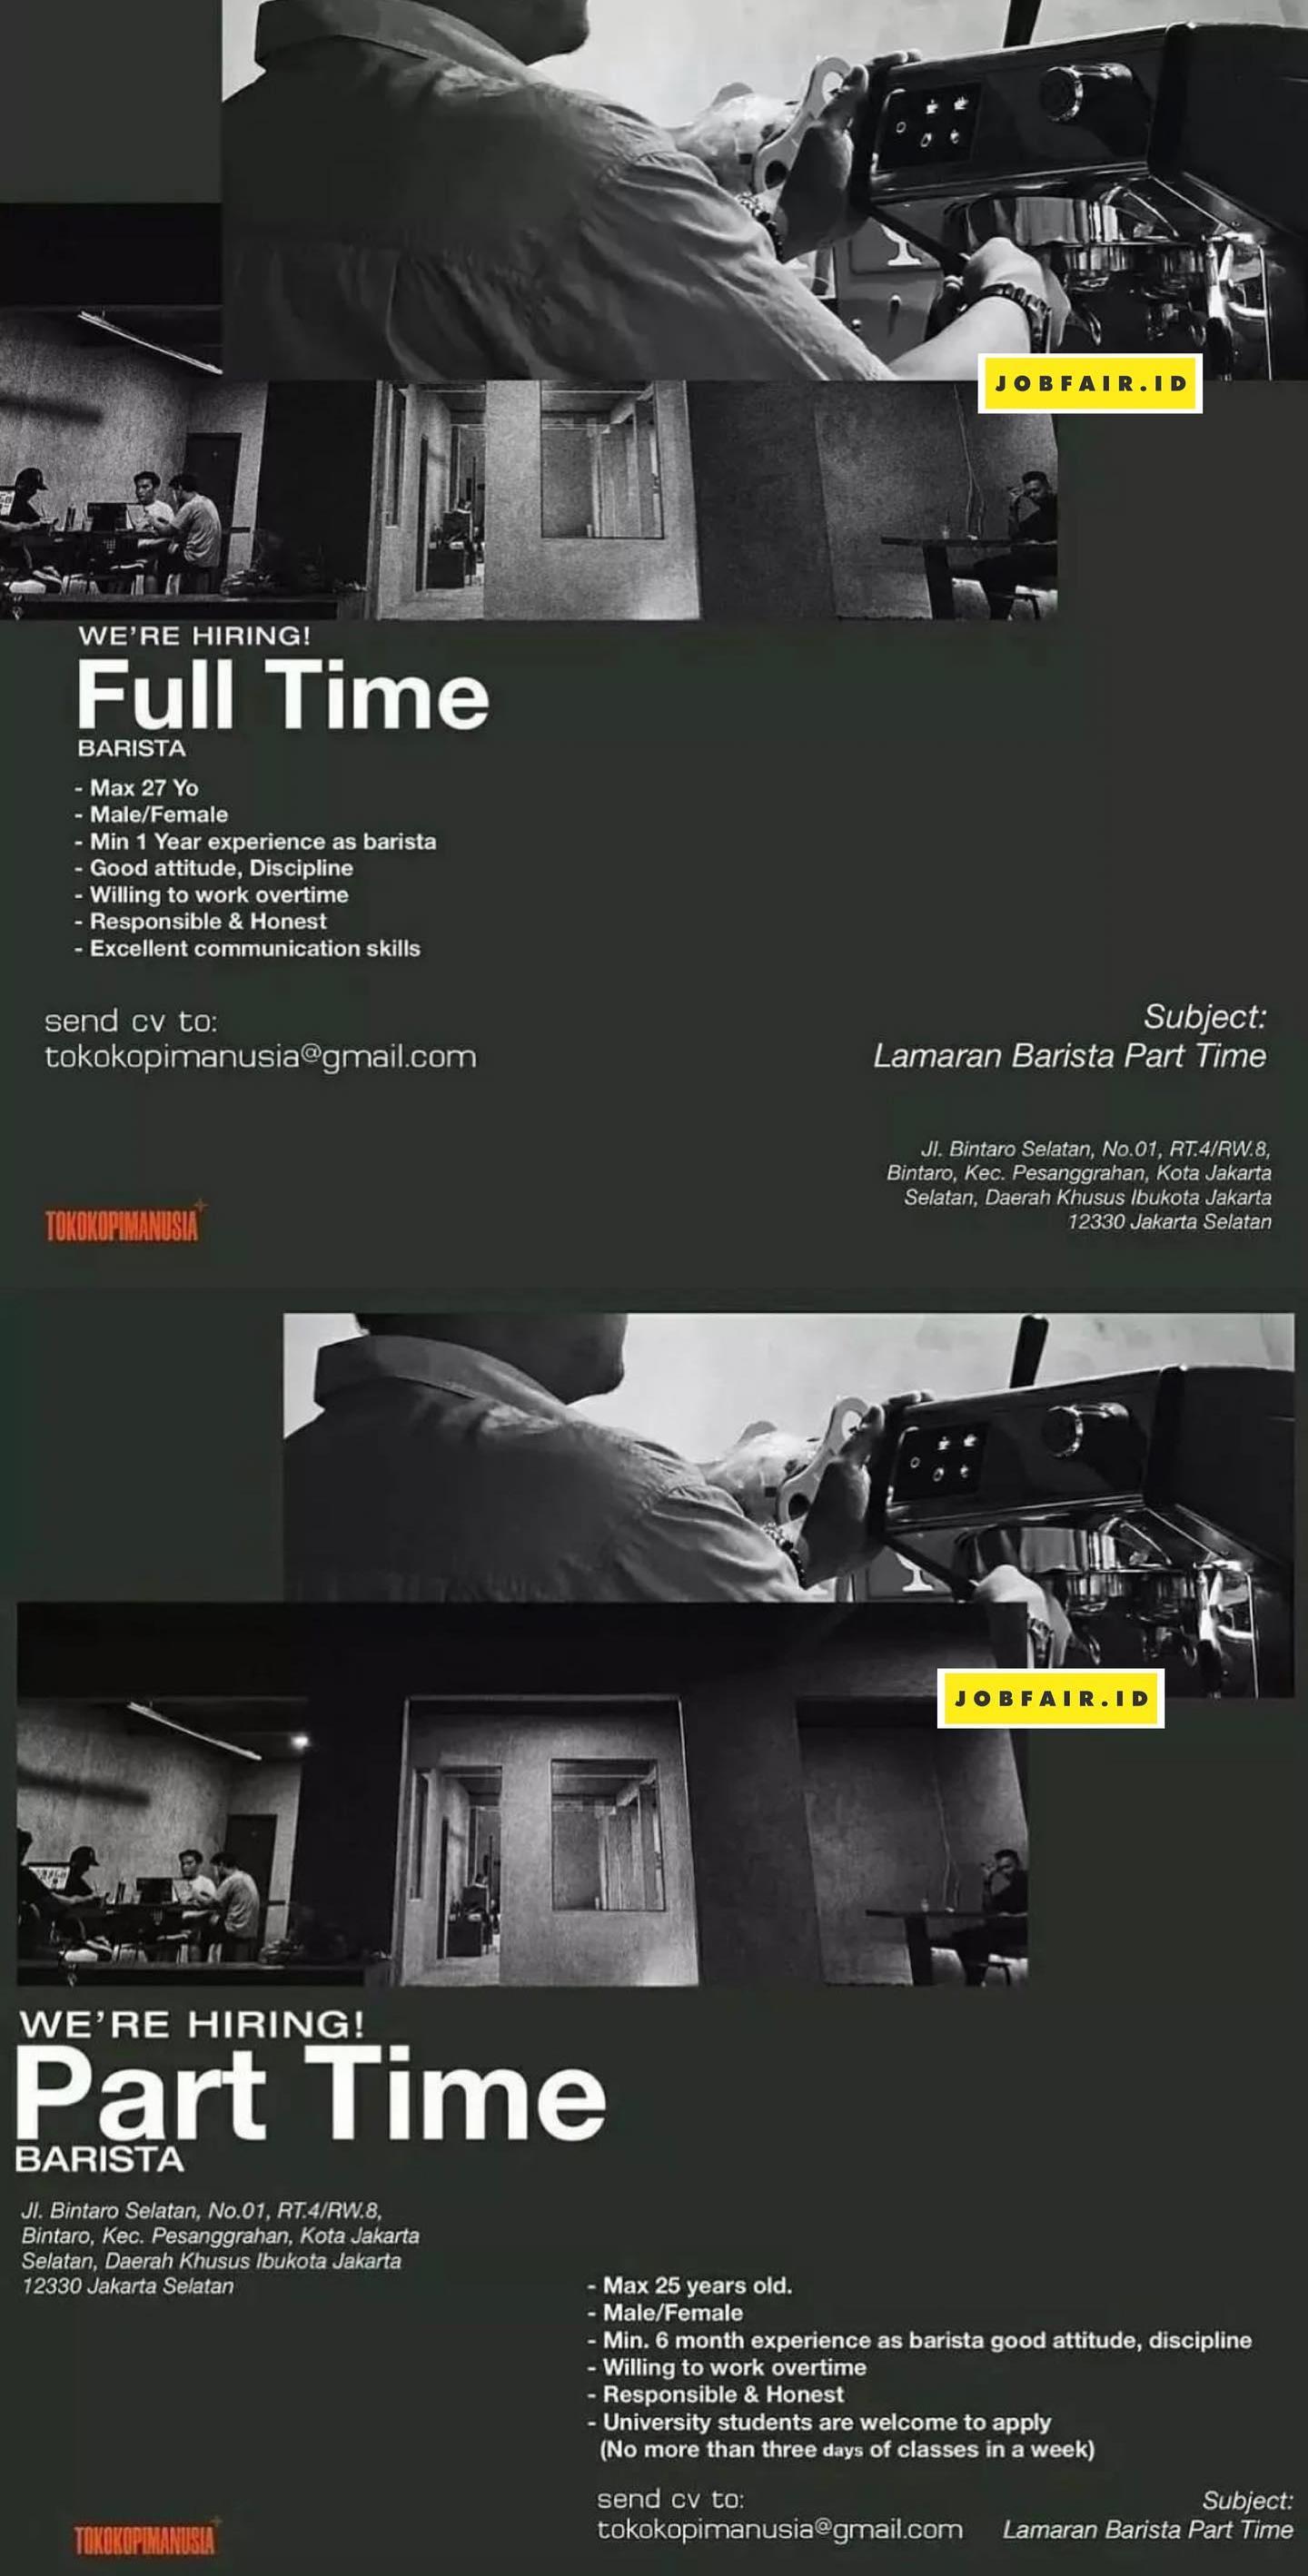 JOBFAIR.ID
WE'RE HIRING!
Full Time
BARISTA
- Max 27 Yo
- Male/Female
- Min 1 Year experience as barista
- Good attitude, Discipline
- Willing to work overtime
- Responsible & Honest
- Excellent communication skills
send cv to:
tokokopimanusia@gmail.com
Subject:
Lamaran Barista Part Time
Jl. Bintaro Selatan, No.01, RT.4/RW.8,
Bintaro, Kec. Pesanggrahan, Kota Jakarta
Selatan, Daerah Khusus Ibukota Jakarta
12330 Jakarta Selatan
TOKOKOPIMANUSIA
JOBFAIR.ID
WE'RE HIRING!
Part Time
BARISTA
Jl. Bintaro Selatan, No.01, RT.4/RW.8,
Bintaro, Kec. Pesanggrahan, Kota Jakarta
Selatan, Daerah Khusus Ibukota Jakarta
12330 Jakarta Selatan
- Max 25 years old.
- Male/Female
- Min. 6 month experience as barista good attitude, discipline
- Willing to work overtime
- Responsible & Honest
- University students are welcome to apply
(No more than three days of classes in a week)
send cv to:
tokokopimanusia@gmail.com
Subject:
Lamaran Barista Part Time
TOKOKOPIMANUSIA